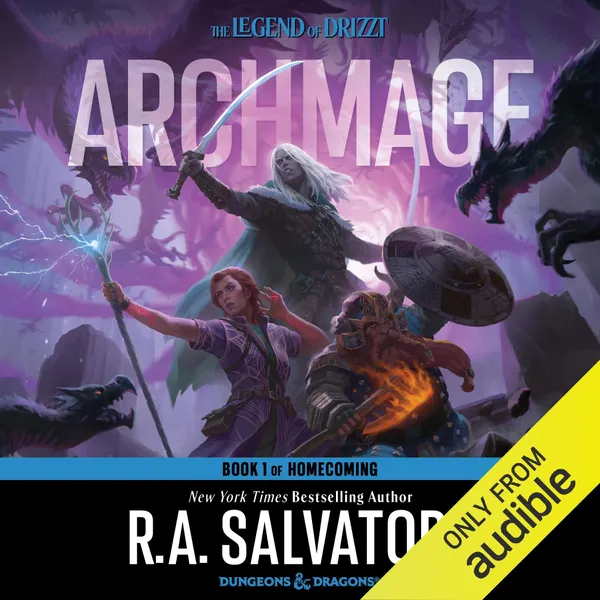 THE LEGEND OF DRIZZT
ARCHMAGE
BOOK 1 OF HOMECOMING
New York Times Bestselling Author
R.A. SALVATOR
DUNGEONS & DRAGONS®
ONLY FROM
audible